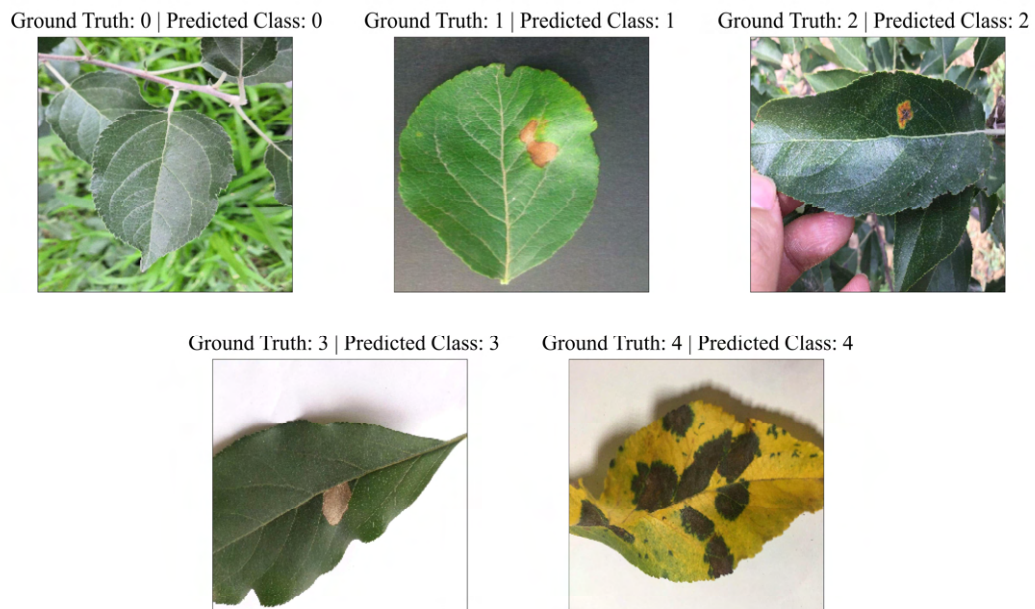 Ground Truth: 0 | Predicted Class: 0
Ground Truth: 1 | Predicted Class: 1
Ground Truth: 2 | Predicted Class: 2
Ground Truth: 3 | Predicted Class: 3
Ground Truth: 4 | Predicted Class: 4